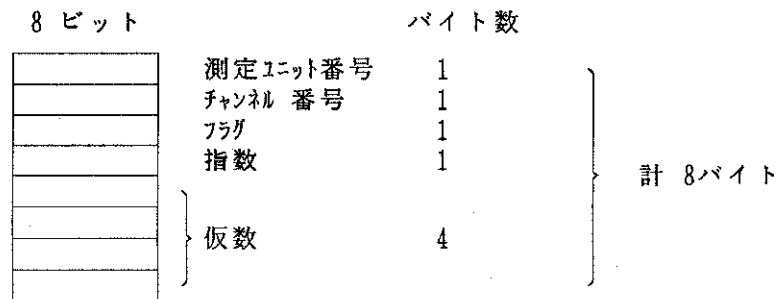 8 ビット バイト数
測定ユニット番号 1
チャンネル 番号 1
フラグ 1
指数 1
仮数 4
計 8バイト